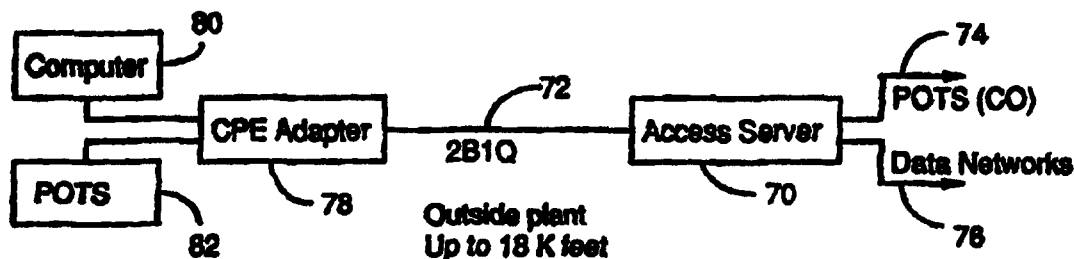 80
Computer
CPE Adapter
POTS
82
78
72
2B1Q
Outside plant
Up to 18 K feet
Access Server
70
74
POTS (CO)
Data Networks
76